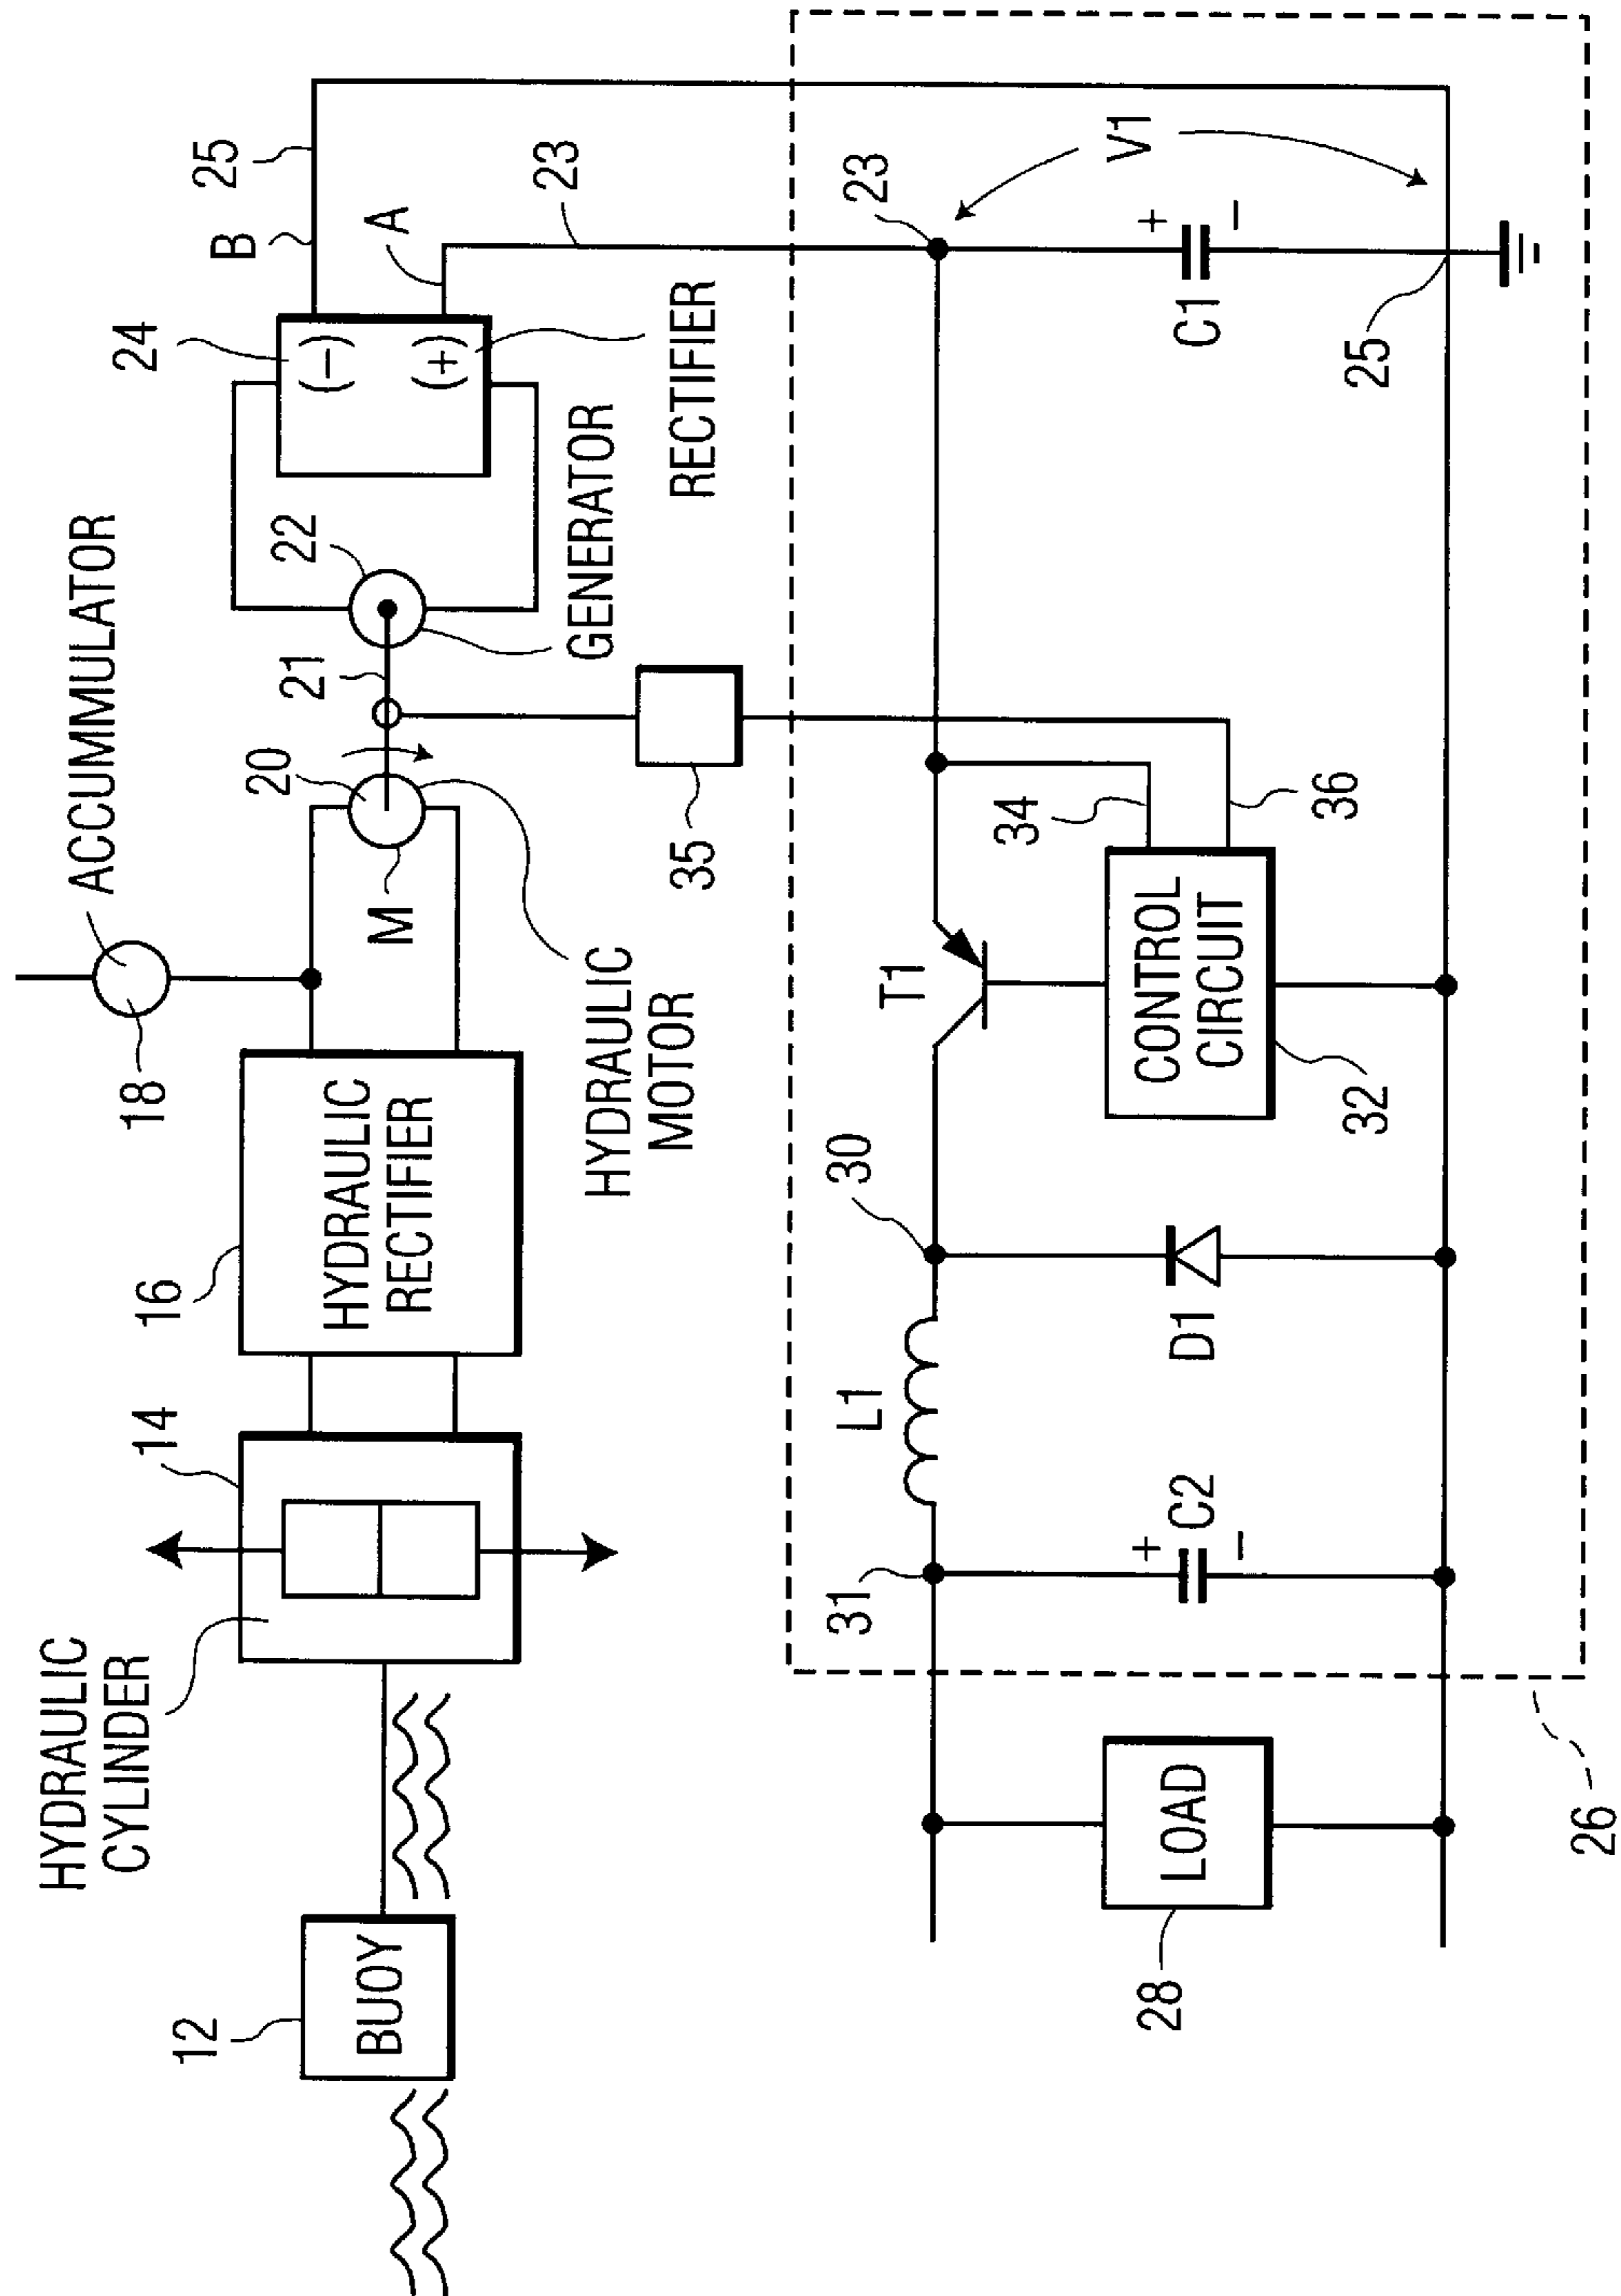 ACCUMMULATOR
18
HYDRAULIC
CYLINDER
14
16
20
21
22
24
B
25
12
BUOY
HYDRAULIC
RECTIFIER
M
(-)
(+)
A
23
HYDRAULIC
MOTOR
35
GENERATOR
RECTIFIER
31
L1
30
T1
34
23
V1
28
LOAD
+
C2
-
D1
CONTROL
CIRCUIT
32
36
C1
+
-
25
26